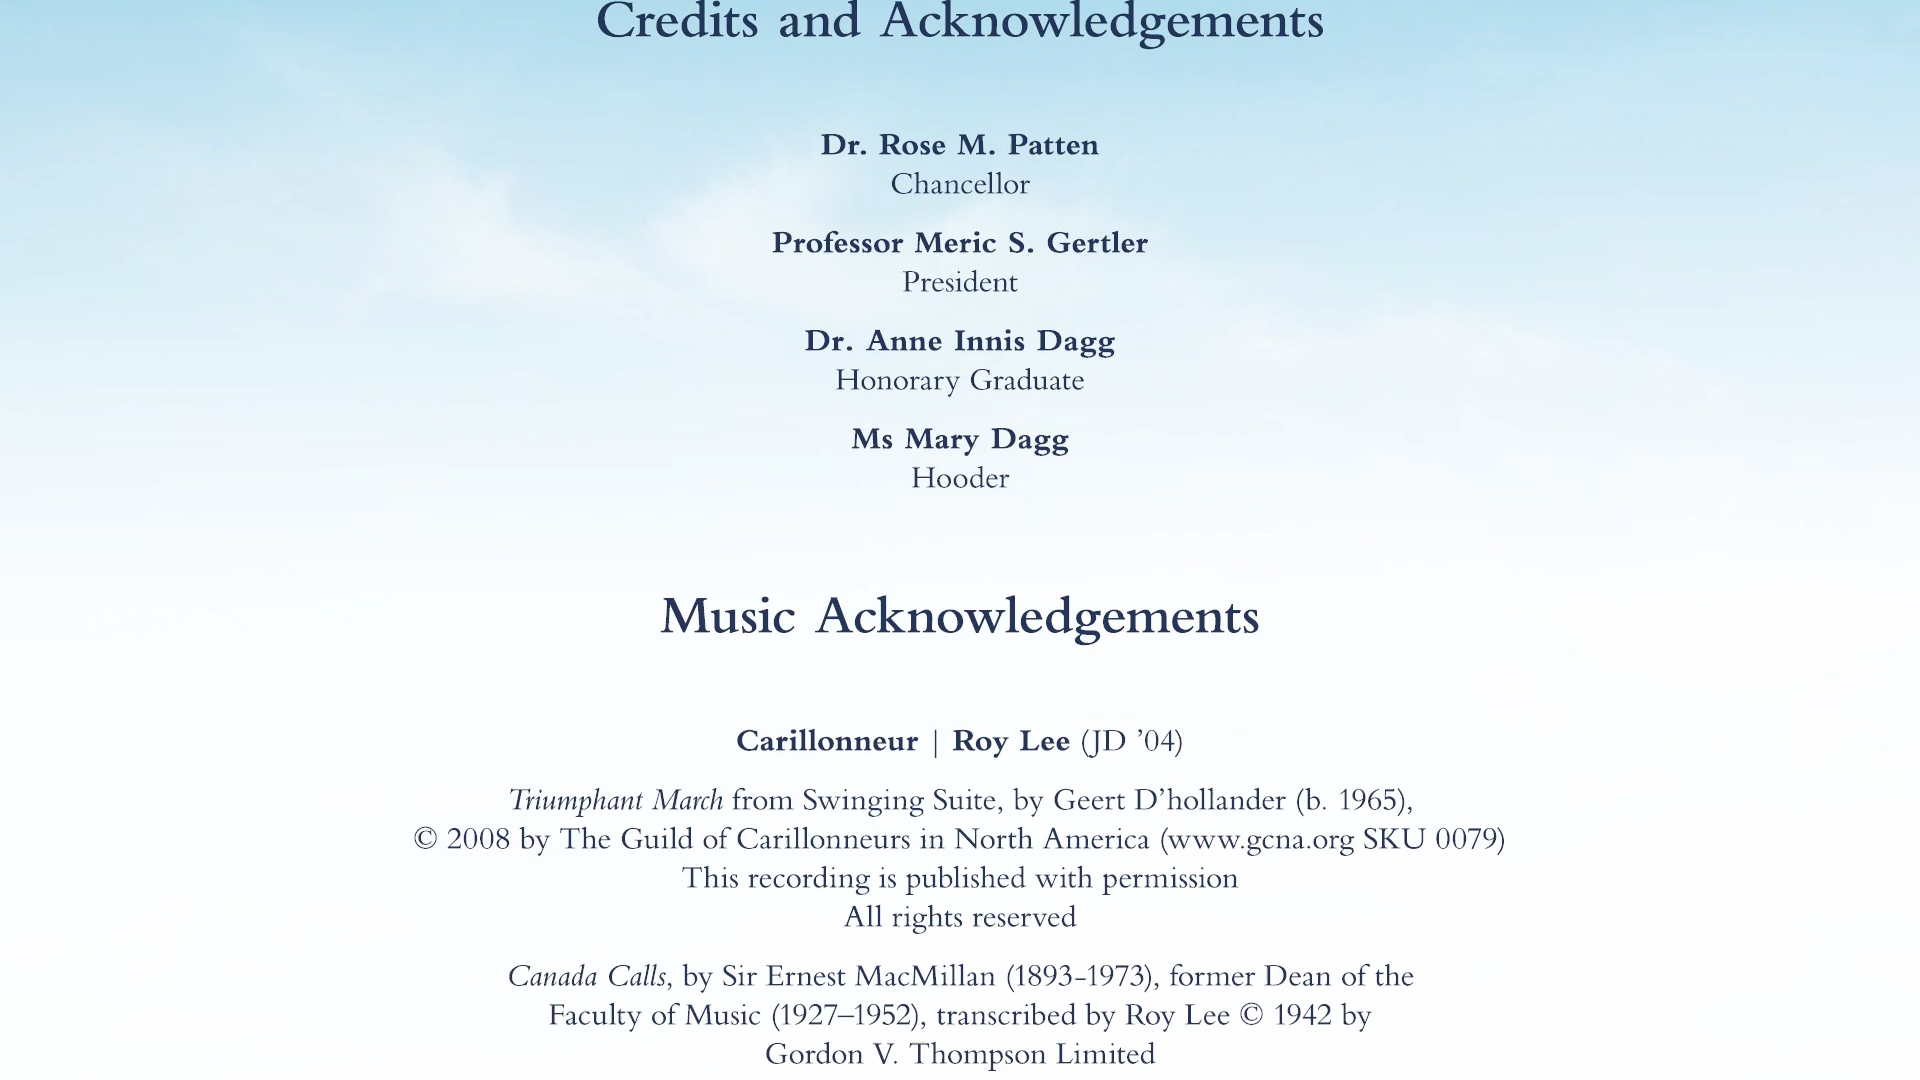 Credits and Acknowledgements
Dr. Rose M. Patten
Chancellor
Professor Meric S. Gertler
President
Dr. Anne Innis Dagg
Honorary Graduate
Ms Mary Dagg
Hooder
Music Acknowledgements
Carillonneur | Roy Lee (JD ’04)
Triumphant March from Swinging Suite, by Geert D’hollander (b. 1965),
© 2008 by The Guild of Carillonneurs in North America (www.gcna.org SKU 0079)
This recording is published with permission
All rights reserved
Canada Calls, by Sir Ernest MacMillan (1893-1973), former Dean of the
Faculty of Music (1927–1952), transcribed by Roy Lee © 1942 by
Gordon V. Thompson Limited